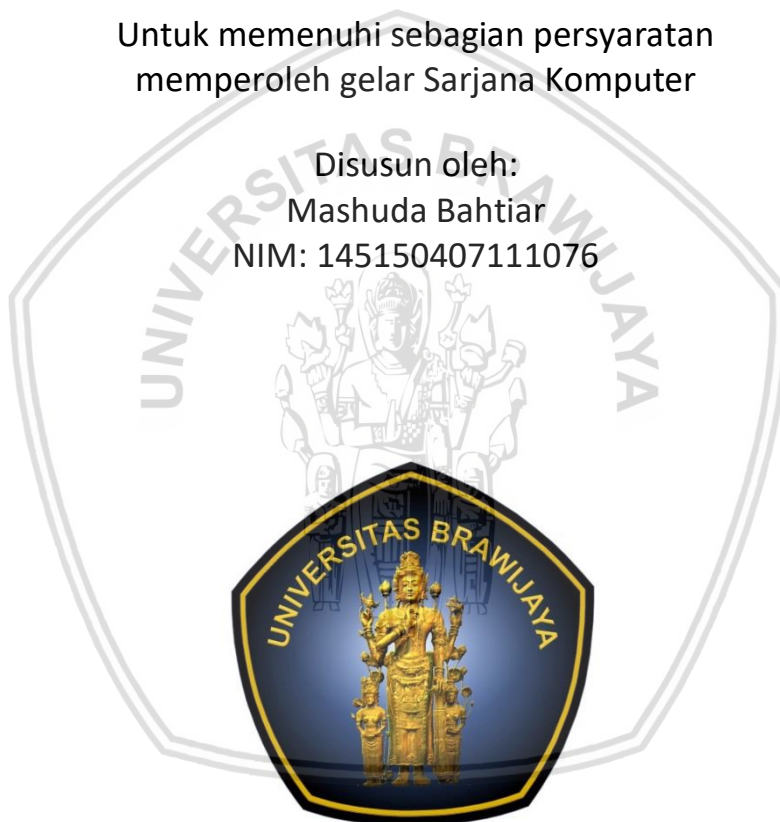 Untuk memenuhi sebagian persyaratan
memperoleh gelar Sarjana Komputer
Disusun oleh:
Mashuda Bahtiar
NIM: 145150407111076
UNIVERSITAS BRAWIJAYA
UNIVERSITAS BRAWIJAYA